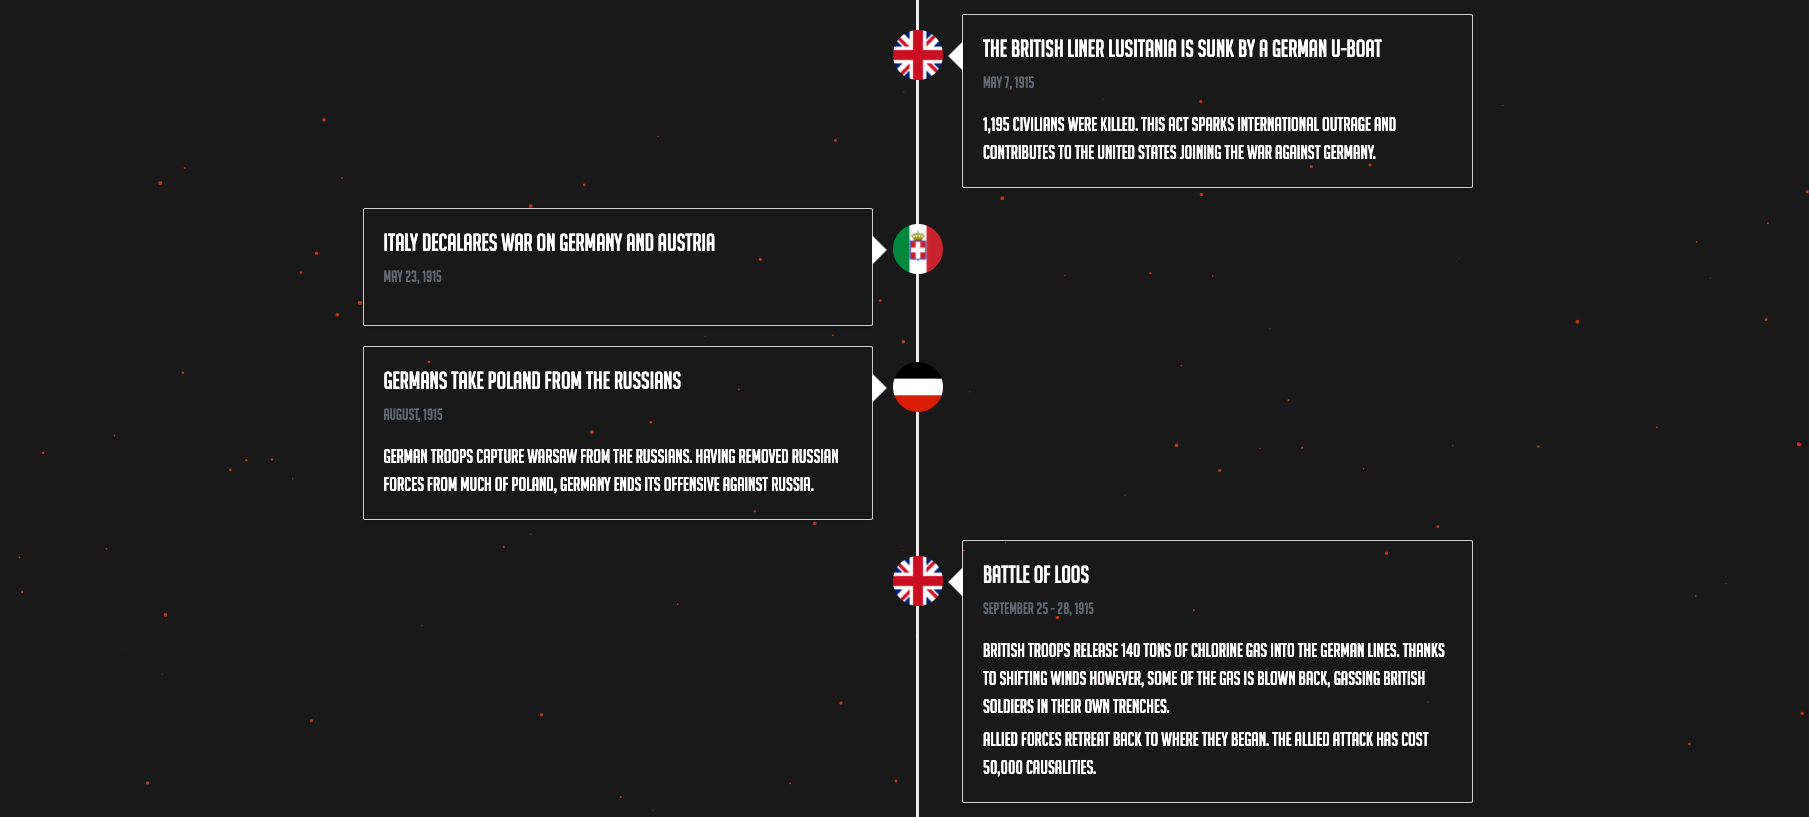 THE BRITISH LINER LUSITANIA IS SUNK BY A GERMAN U-BOAT
MAY 7, 1915
1,195 CIVILIANS WERE KILLED. THIS ACT SPARKS INTERNATIONAL OUTRAGE AND
CONTRIBUTES TO THE UNITED STATES JOINING THE WAR AGAINST GERMANY.
ITALY DECALARES WAR ON GERMANY AND AUSTRIA
MAY 23, 1915
GERMANS TAKE POLAND FROM THE RUSSIANS
AUGUST, 1915
GERMAN TROOPS CAPTURE WARSAW FROM THE RUSSIANS. HAVING REMOVED RUSSIAN
FORCES FROM MUCH OF POLAND, GERMANY ENDS ITS OFFENSIVE AGAINST RUSSIA.
BATTLE OF LOOS
SEPTEMBER 25 - 28, 1915
BRITISH TROOPS RELEASE 140 TONS OF CHLORINE GAS INTO THE GERMAN LINES. THANKS
TO SHIFTING WINDS HOWEVER, SOME OF THE GAS IS BLOWN BACK, GASSING BRITISH
SOLDIERS IN THEIR OWN TRENCHES.
ALLIED FORCES RETREAT BACK TO WHERE THEY BEGAN. THE ALLIED ATTACK HAS COST
50,000 CAUSALITIES.